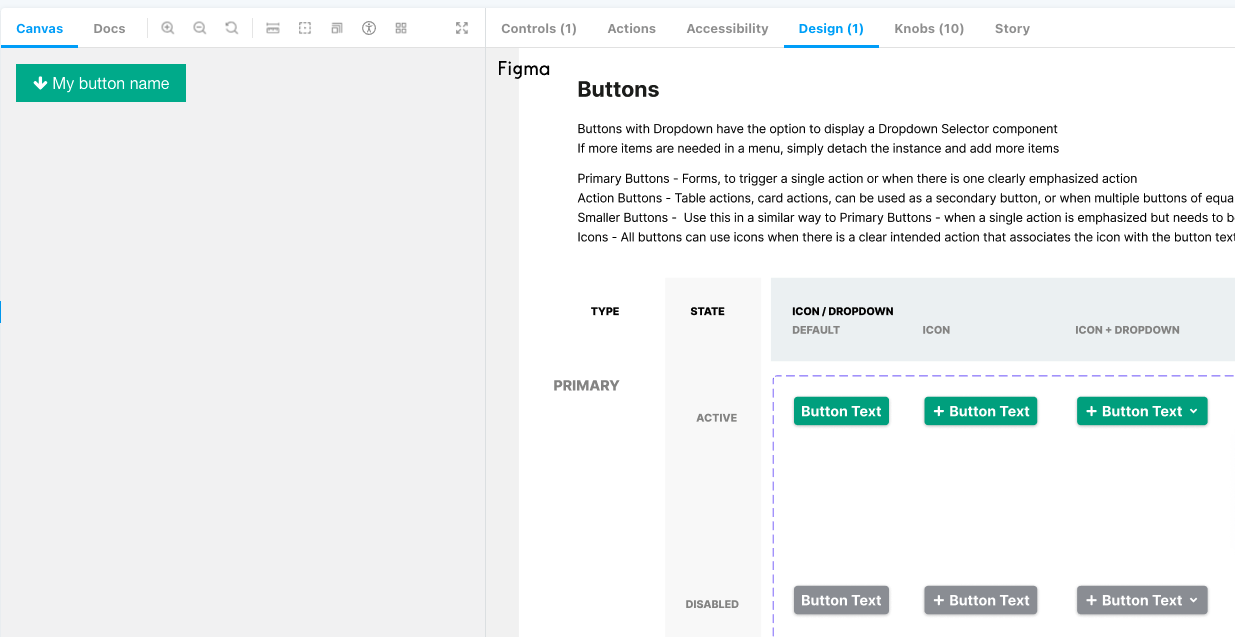 Canvas Docs
Controls (1) Actions Accessibility Design (1) Knobs (10) Story
My button name
Figma
Buttons
Buttons with Dropdown have the option to display a Dropdown Selector component
If more items are needed in a menu, simply detach the instance and add more items
Primary Buttons - Forms, to trigger a single action or when there is one clearly emphasized action
Action Buttons - Table actions, card actions, can be used as a secondary button, or when multiple buttons of equa
Smaller Buttons -  Use this in a similar way to Primary Buttons - when a single action is emphasized but needs to b
Icons - All buttons can use icons when there is a clear intended action that associates the icon with the button text
TYPE STATE ICON / DROPDOWN
DEFAULT ICON ICON + DROPDOWN
PRIMARY
ACTIVE
Button Text + Button Text + Button Text
DISABLED
Button Text + Button Text + Button Text